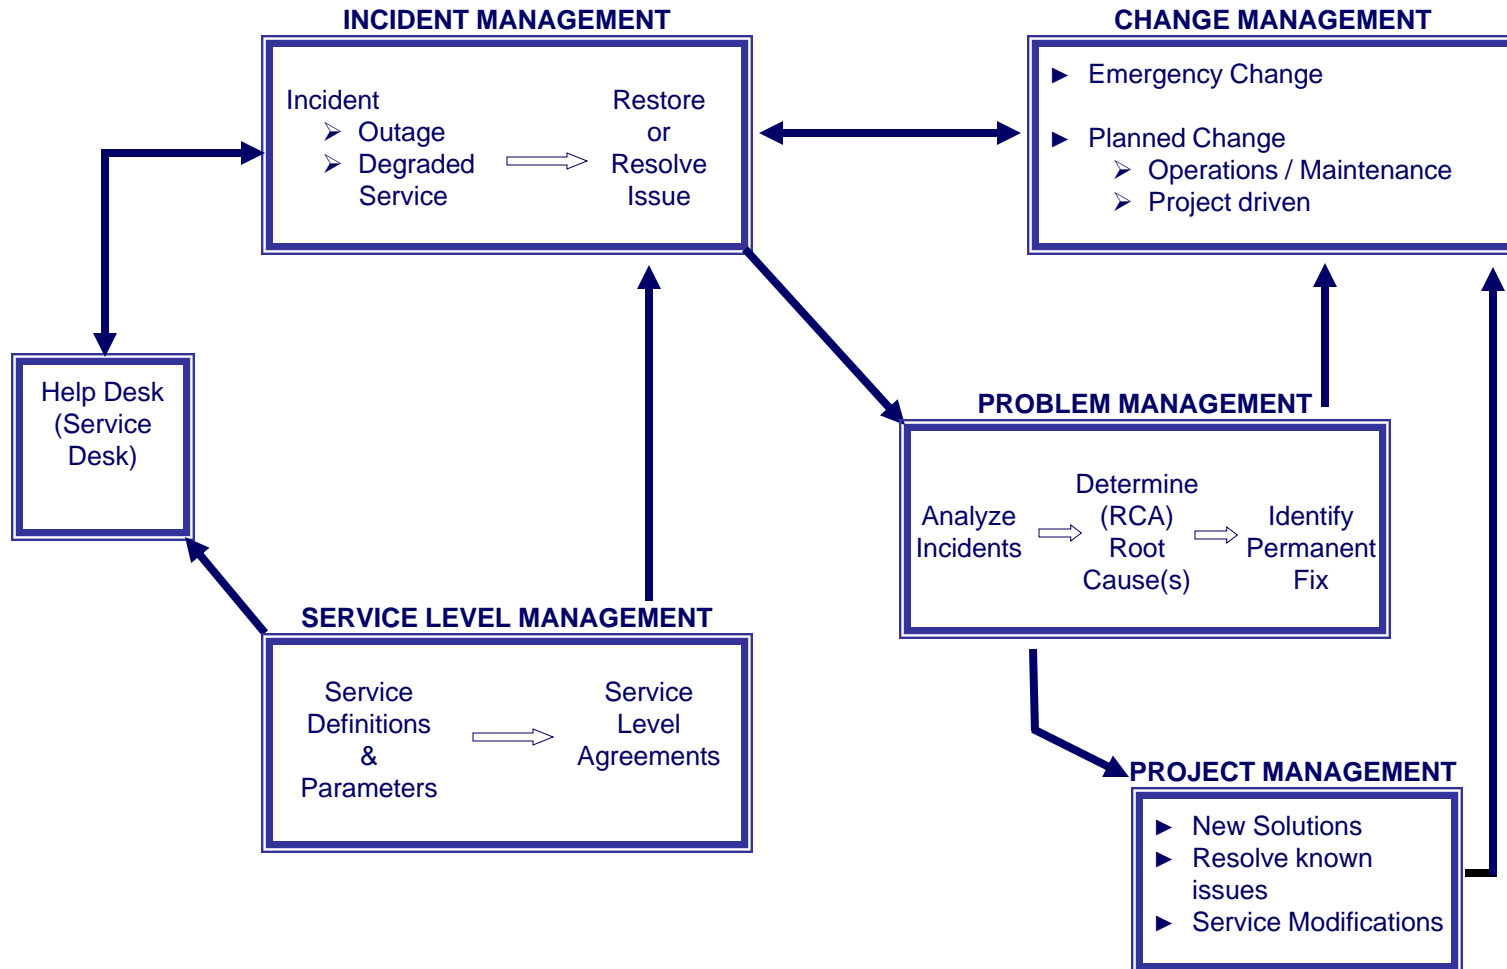 INCIDENT MANAGEMENT
Incident
➢ Outage
➢ Degraded
Service
Restore
or
Resolve
Issue
CHANGE MANAGEMENT
► Emergency Change
► Planned Change
➢ Operations / Maintenance
➢ Project driven
Help Desk
(Service
Desk)
PROBLEM MANAGEMENT
Analyze
Incidents
Determine
(RCA)
Root
Cause(s)
Identify
Permanent
Fix
SERVICE LEVEL MANAGEMENT
Service
Definitions
&
Parameters
Service
Level
Agreements
PROJECT MANAGEMENT
► New Solutions
► Resolve known
issues
► Service Modifications